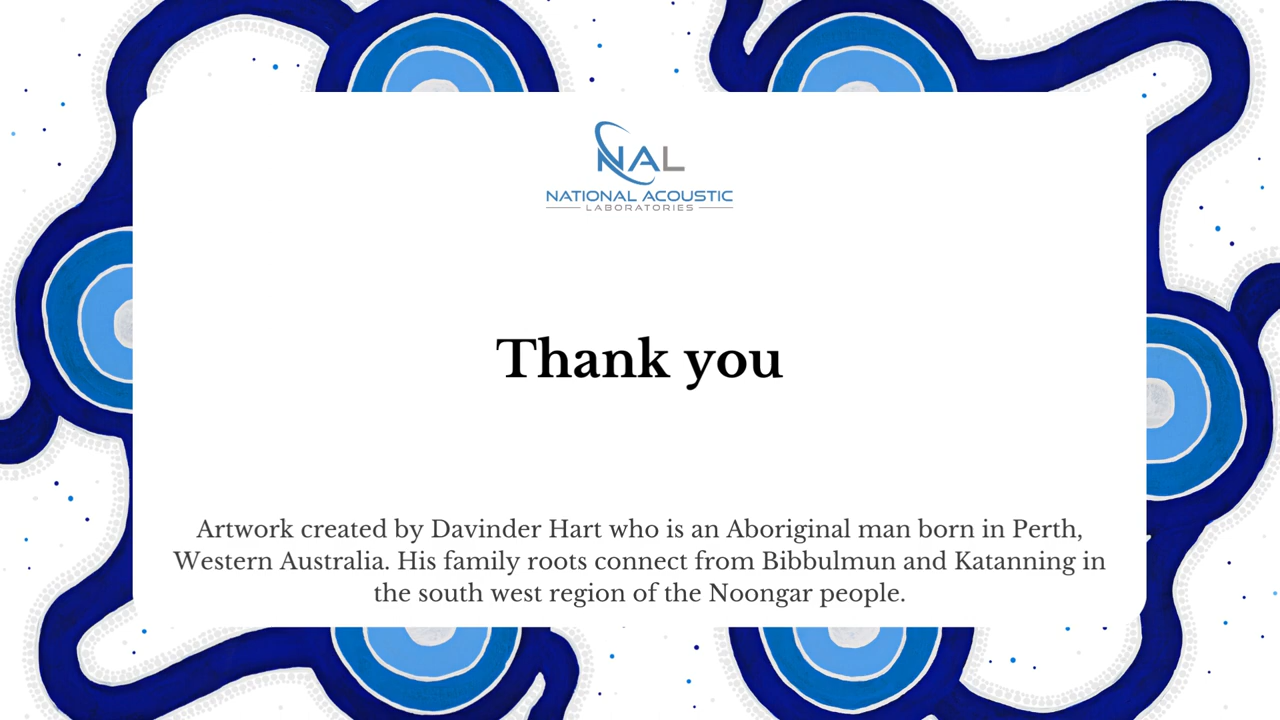 NAL
NATIONAL ACOUSTIC
LABORATORIES
Thank you
Artwork created by Davinder Hart who is an Aboriginal man born in Perth,
Western Australia. His family roots connect from Bibbulmun and Katanning in
the south west region of the Noongar people.